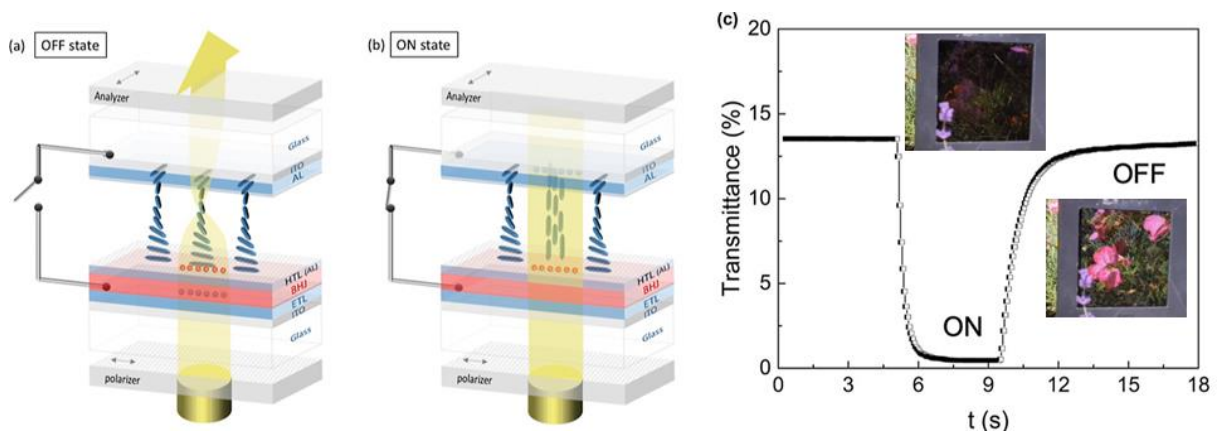 (a) OFF state
Analyzer
Glass
ITO
AL
HTL (AL)
BHJ
ETL
ITO
Glass
polarizer
(b) ON state
Analyzer
Glass
ITO
AL
HTL (AL)
BHJ
ETL
ITO
Glass
polarizer
(c)
Transmittance (%)
20
15
10
5
0
ON
OFF
0 3 6 9 12 15 18
t (s)